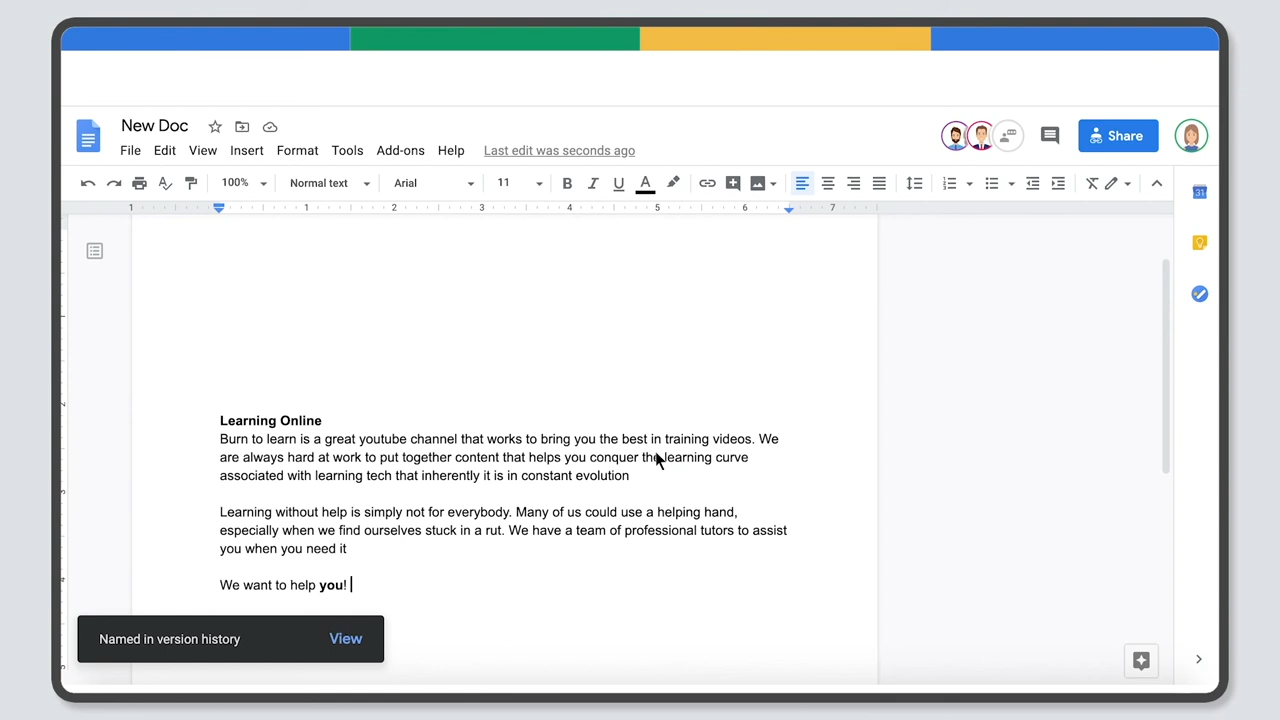 New Doc
File Edit View Insert Format Tools Add-ons Help Last edit was seconds ago
Share
100% Normal text Arial 11 B I U A
1 1 2 3 4 5 6 7
31
1
2
3
4
5
Learning Online
Burn to learn is a great youtube channel that works to bring you the best in training videos. We
are always hard at work to put together content that helps you conquer the learning curve
associated with learning tech that inherently it is in constant evolution
Learning without help is simply not for everybody. Many of us could use a helping hand,
especially when we find ourselves stuck in a rut. We have a team of professional tutors to assist
you when you need it
We want to help you!
Named in version history View